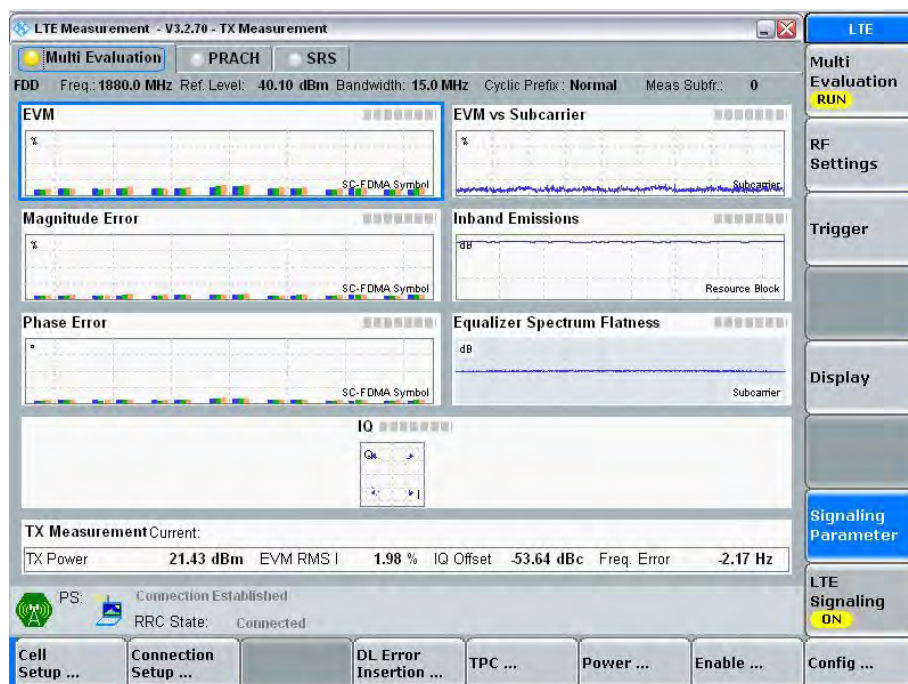 LTE Measurement - V3.2.70 - TX Measurement
LTE
Multi Evaluation PRACH SRS
FDD Freq.: 1880.0 MHz Ref. Level: 40.10 dBm Bandwidth: 15.0 MHz Cyclic Prefix: Normal Meas Subfr.: 0
Multi
Evaluation
RUN
EVM
%
SC-FDMA Symbol
EVM vs Subcarrier
%
Subcarrier
RF
Settings
Magnitude Error
%
SC-FDMA Symbol
Inband Emissions
dB
Resource Block
Trigger
Phase Error
°
SC-FDMA Symbol
Equalizer Spectrum Flatness
dB
Subcarrier
Display
IQ
Q
I
TX Measurement Current:
TX Power 21.43 dBm EVM RMS I 1.98 % IQ Offset -53.64 dBc Freq. Error -2.17 Hz
Signaling
Parameter
PS: Connection Established
RRC State: Connected
LTE
Signaling
ON
Cell
Setup ...
Connection
Setup ...
DL Error
Insertion ...
TPC ...
Power ...
Enable ...
Config ...